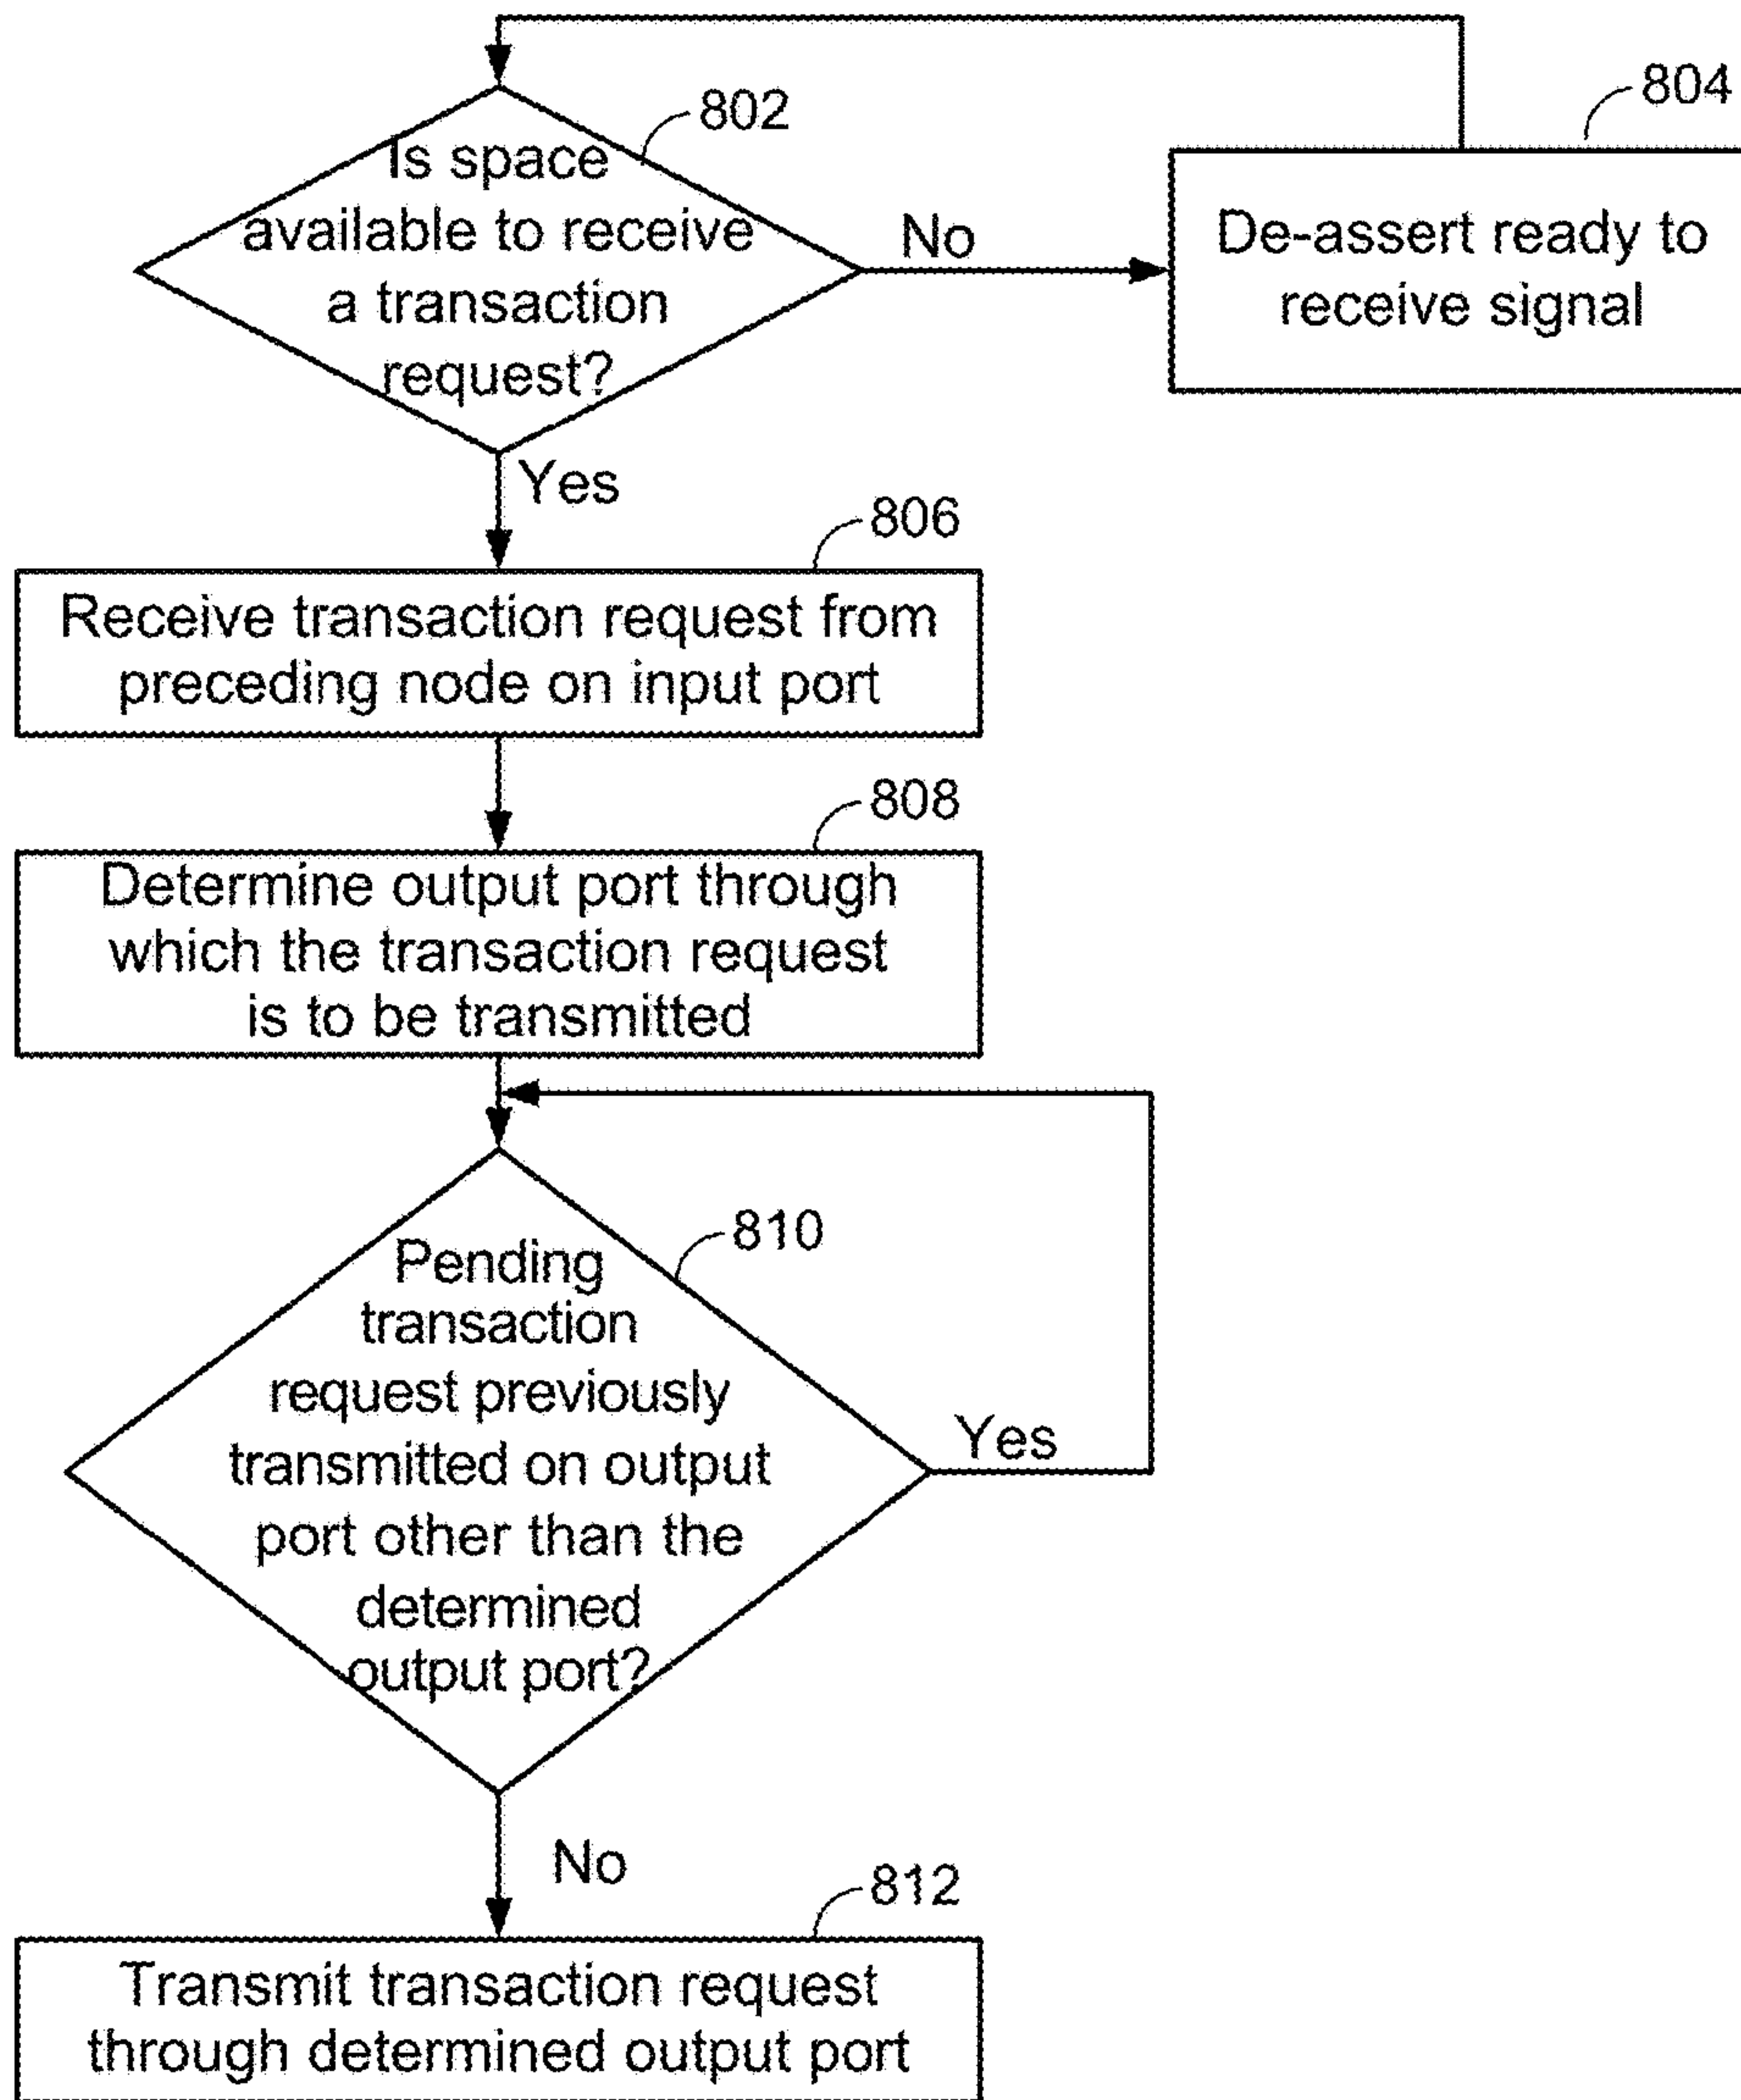 802
Is space
available to receive
a transaction
request?
No
804
De-assert ready to
receive signal
Yes
806
Receive transaction request from
preceding node on input port
808
Determine output port through
which the transaction request
is to be transmitted
810
Pending
transaction
request previously
transmitted on output
port other than the
determined
output port?
Yes
No
812
Transmit transaction request
through determined output port